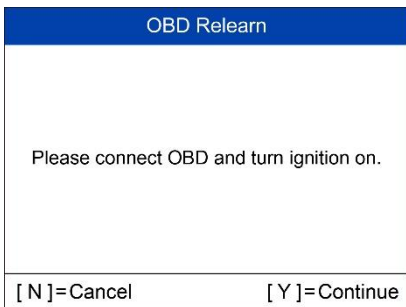 OBD Relearn
Please connect OBD and turn ignition on.
[ N ]=Cancel [ Y ]=Continue